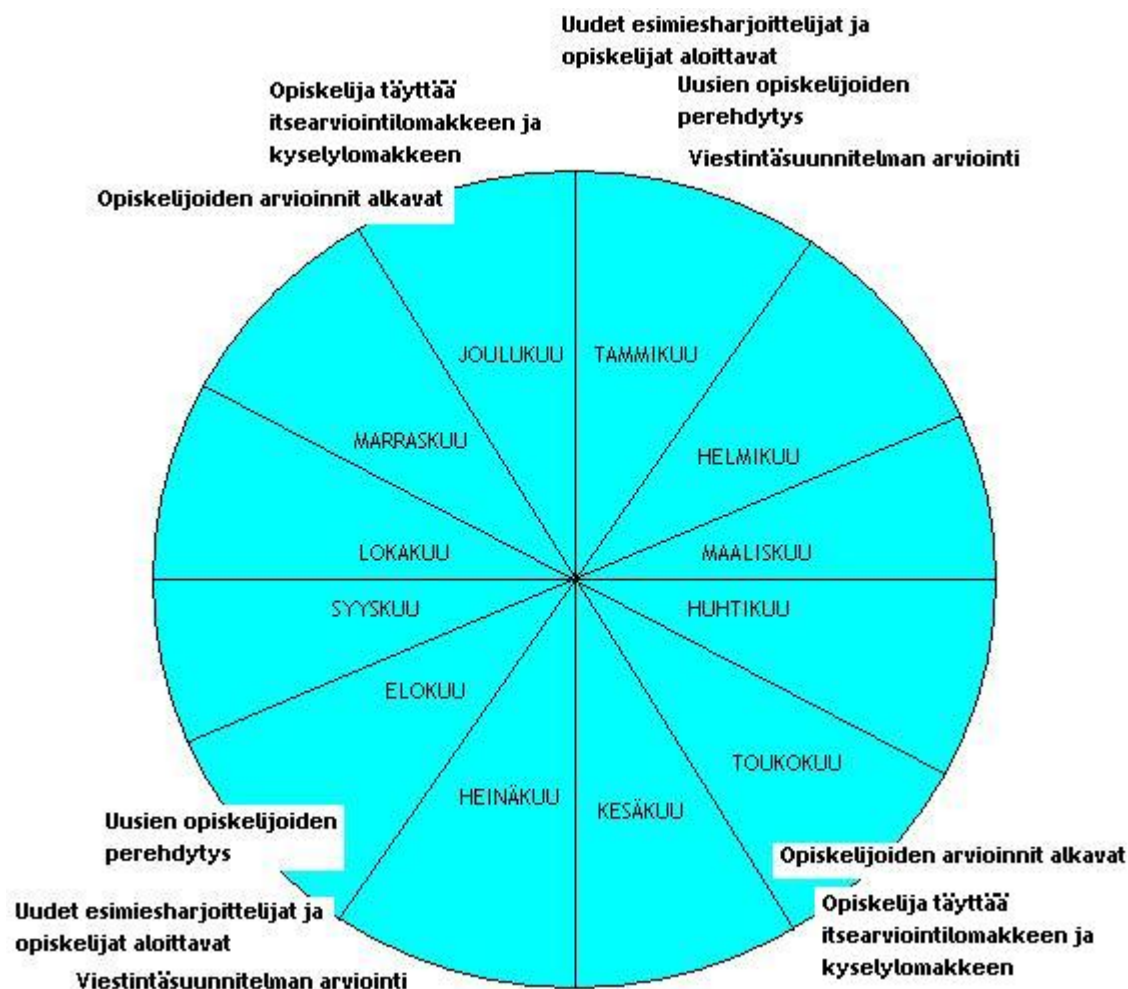 Uudet esimiesharjoittelijat ja
opiskelijat aloittavat
Uusien opiskelijoiden
perehdytys
Viestintäsuunnitelman arviointi
Opiskelija täyttää
itsearviointilomakkeen ja
kyselylomakkeen
Opiskelijoiden arvioinnit alkavat
JOULUKUU
TAMMIKUU
MARRASKUU
HELMIKUU
LOKAKUU
MAALISKUU
SYYSKUU
HUHTIKUU
ELOKUU
TOUKOKUU
HEINÄKUU
KESÄKUU
Uusien opiskelijoiden
perehdytys
Uudet esimiesharjoittelijat ja
opiskelijat aloittavat
Viestintäsuunnitelman arviointi
Opiskelijoiden arvioinnit alkavat
Opiskelija täyttää
itsearviointilomakkeen ja
kyselylomakkeen